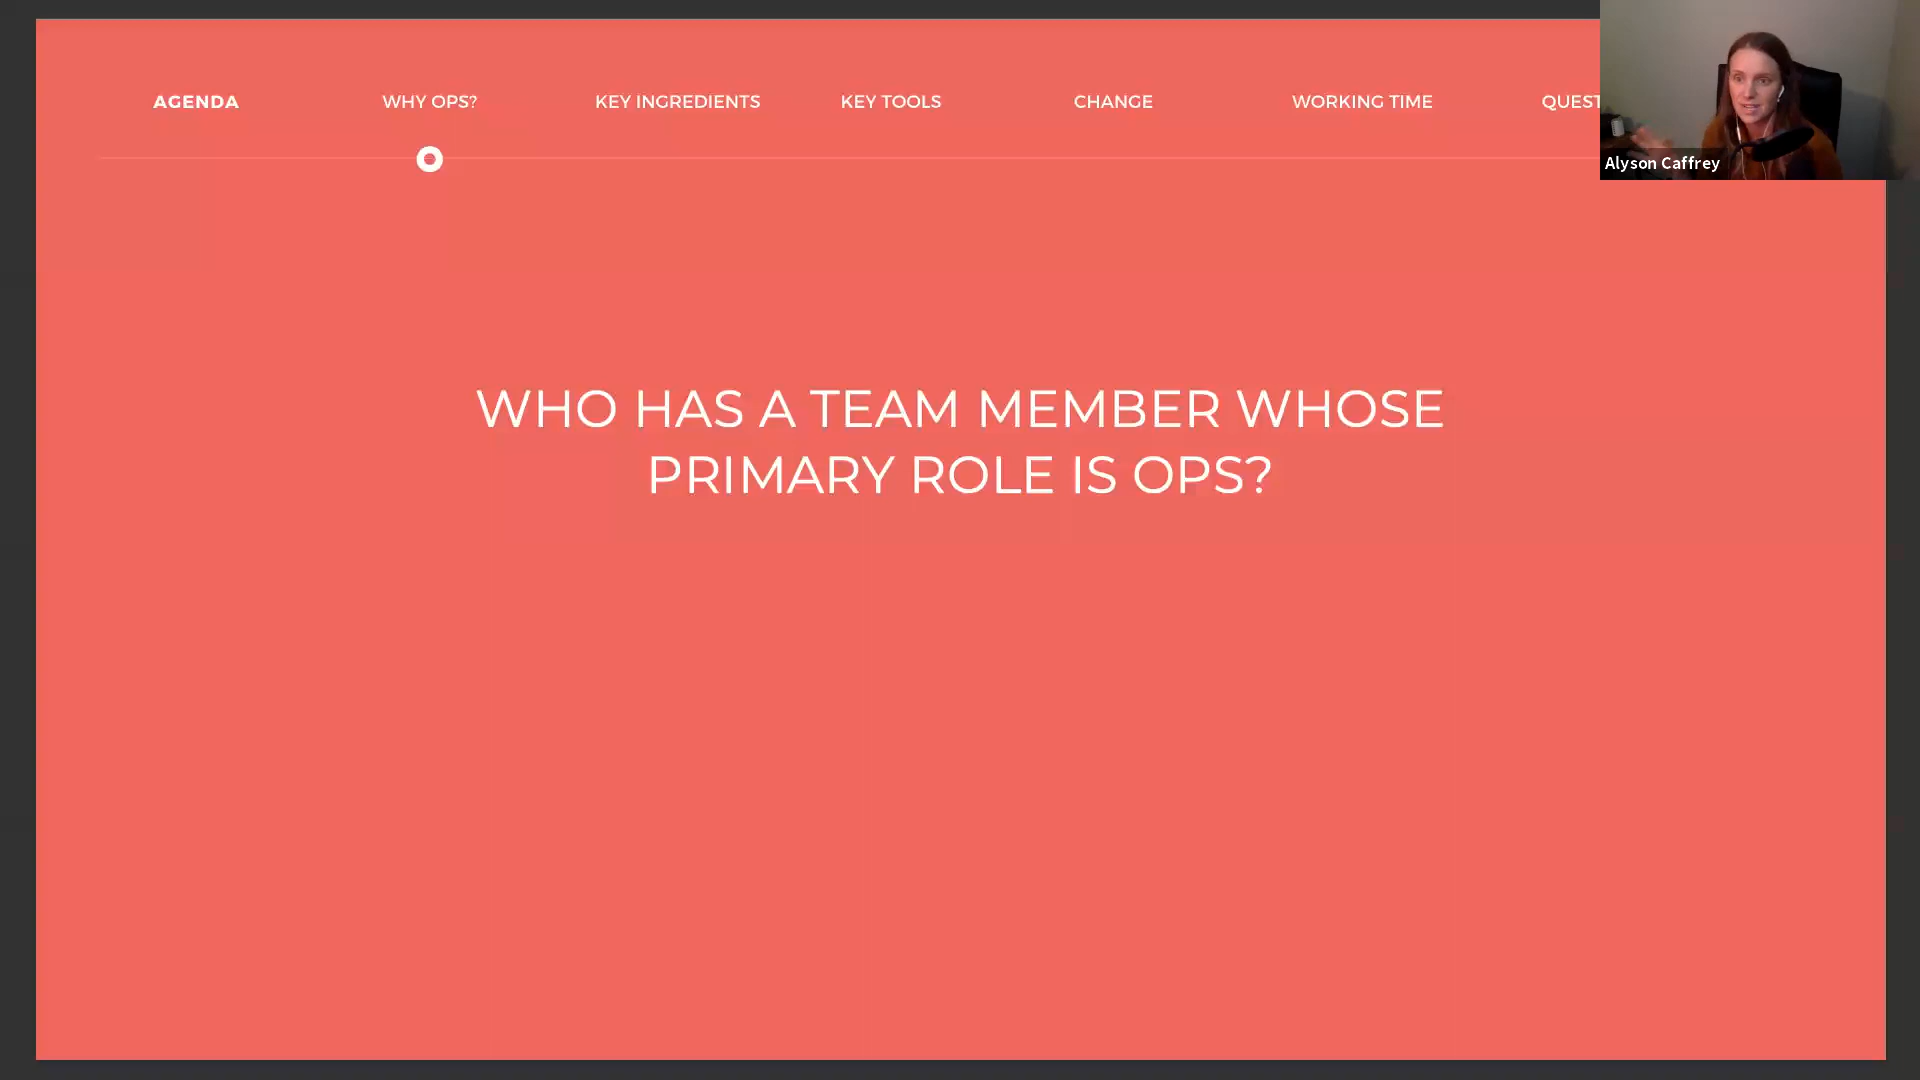 AGENDA WHY OPS? KEY INGREDIENTS KEY TOOLS CHANGE WORKING TIME QUEST
Alyson Caffrey
WHO HAS A TEAM MEMBER WHOSE
PRIMARY ROLE IS OPS?